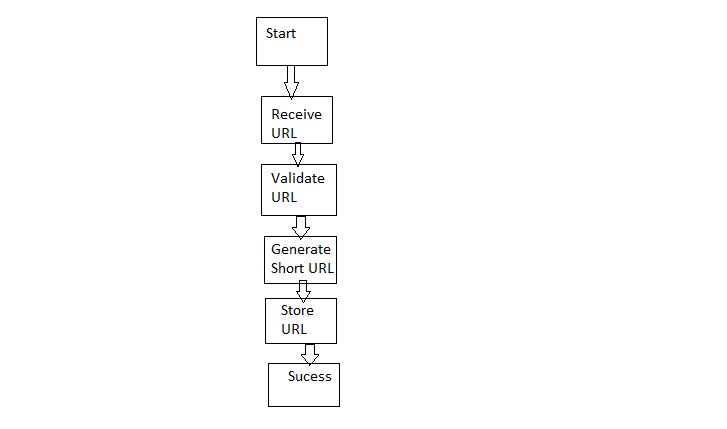 Start
Receive
URL
Validate
URL
Generate
Short URL
Store
URL
Sucess